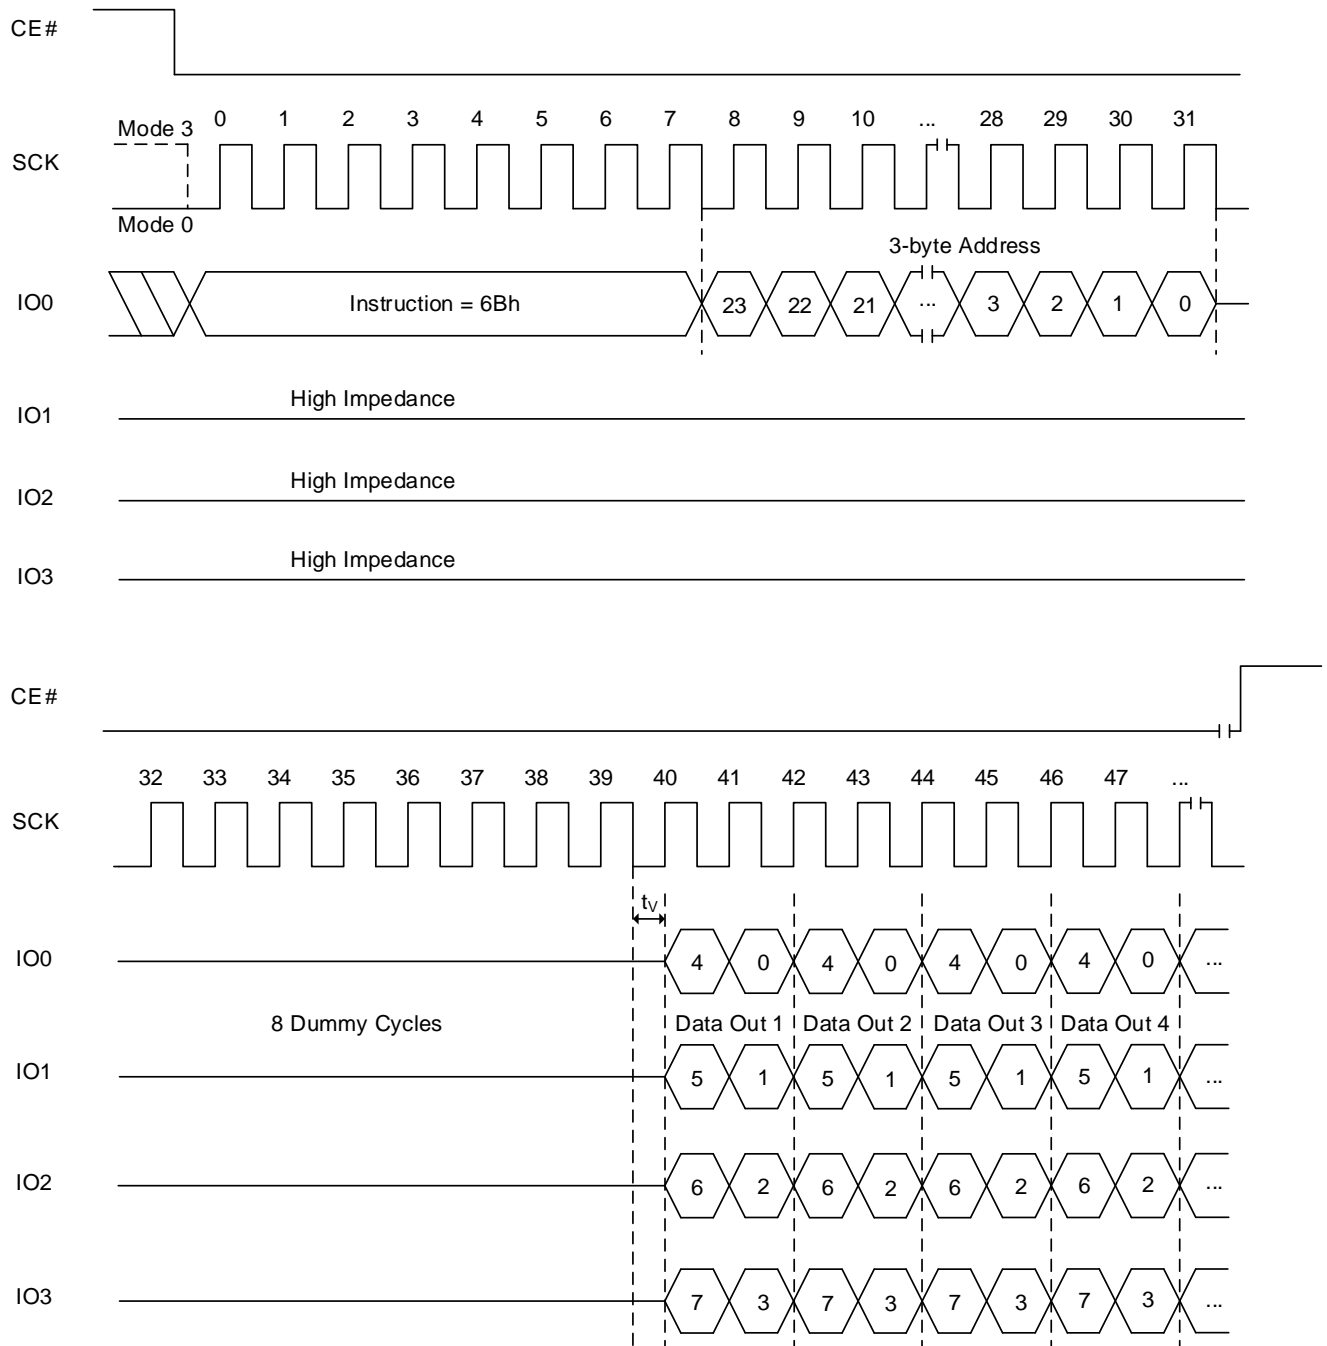 CE#
Mode 3 0 1 2 3 4 5 6 7 8 9 10 ... 28 29 30 31
SCK
Mode 0
3-byte Address
IO0 Instruction = 6Bh 23 22 21 ... 3 2 1 0
High Impedance
IO1
High Impedance
IO2
High Impedance
IO3
CE#
32 33 34 35 36 37 38 39 40 41 42 43 44 45 46 47 ...
SCK
tV
IO0 4 0 4 0 4 0 4 0 ...
8 Dummy Cycles Data Out 1 Data Out 2 Data Out 3 Data Out 4
IO1 5 1 5 1 5 1 5 1 ...
IO2 6 2 6 2 6 2 6 2 ...
IO3 7 3 7 3 7 3 7 3 ...